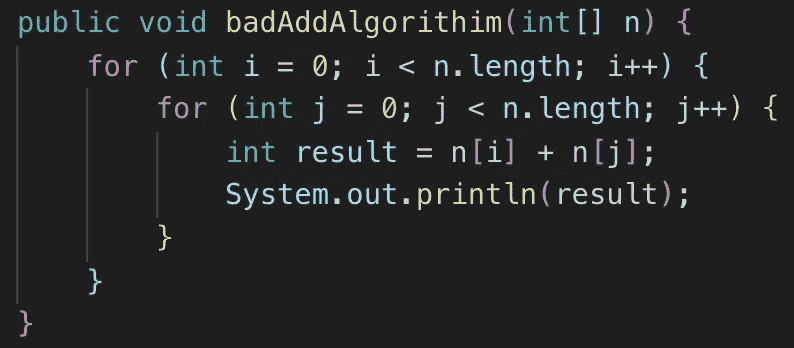 public void badAddAlgorithim(int[] n) {
    for (int i = 0; i < n.length; i++) {
        for (int j = 0; j < n.length; j++) {
            int result = n[i] + n[j];
            System.out.println(result);
        }
    }
}